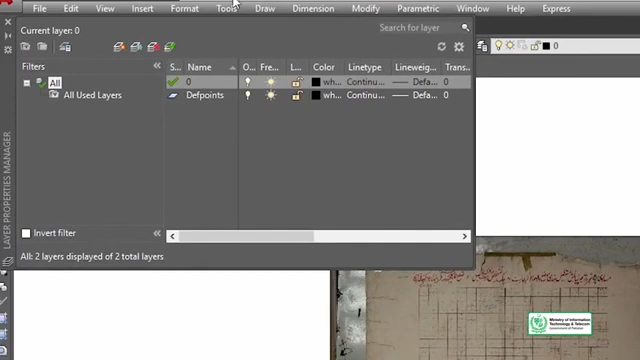 File Edit View Insert Format Tools Draw Dimension Modify Parametric Window Help Express
Current layer: 0
Search for layer
0
Filters
S... Name O... Fre... L... Color Linetype Lineweig... Trans...
All
0 wh... Continu... Defa... 0
All Used Layers
Defpoints wh... Continu... Defa... 0
Invert filter
All: 2 layers displayed of 2 total layers
LAYER PROPERTIES MANAGER
Ministry of Information
Technology & Telecom
Government of Pakistan